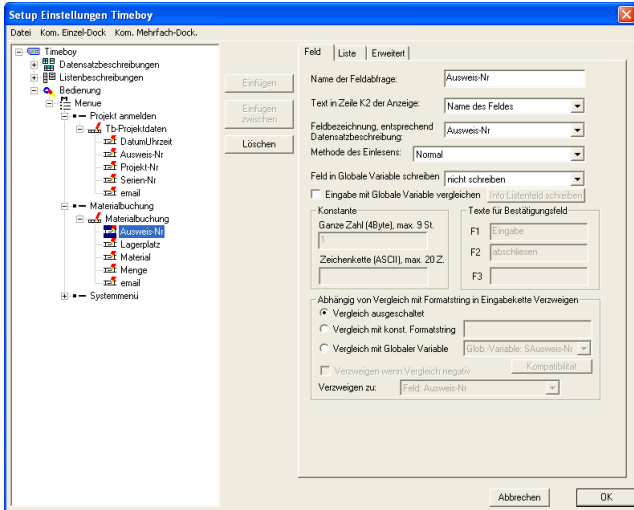 Setup Einstellungen Timeboy
Datei Kom. Einzel-Dock Kom. Mehrfach-Dock.
Timeboy
Datensatzbeschreibungen
Listenbeschreibungen
Bedienung
Menue
Projekt anmelden
Tb-Projektdaten
DatumUhrzeit
Ausweis-Nr
Projekt-Nr
Serien-Nr
email
Materialbuchung
Materialbuchung
Ausweis-Nr
Lagerplatz
Material
Menge
email
Systemmenü
Einfügen
Einfügen
zwischen
Löschen
Feld Liste Erweitert
Name der Feldabfrage: Ausweis-Nr
Text in Zeile K2 der Anzeige: Name des Feldes
Feldbezeichnung, entsprechend
Datensatzbeschreibung: Ausweis-Nr
Methode des Einlesens: Normal
Feld in Globale Variable schreiben nicht schreiben
Eingabe mit Globale Variable vergleichen Info Listenfeld schreiben
Konstante
Ganze Zahl (4Byte), max. 9 St.
1
Zeichenkette (ASCII), max. 20 Z.
Texte für Bestätigungsfeld
F1 Eingabe
F2 abschliesen
F3
Abhängig von Vergleich mit Formatstring in Eingabekette Verzweigen
Vergleich ausgeschaltet
Vergleich mit konst. Formatstring
Vergleich mit Globaler Variable Glob.-Variable: SAusweis-Nr
Verzweigen wenn Vergleich negativ Kompatibilität
Verzweigen zu: Feld: Ausweis-Nr
Abbrechen OK